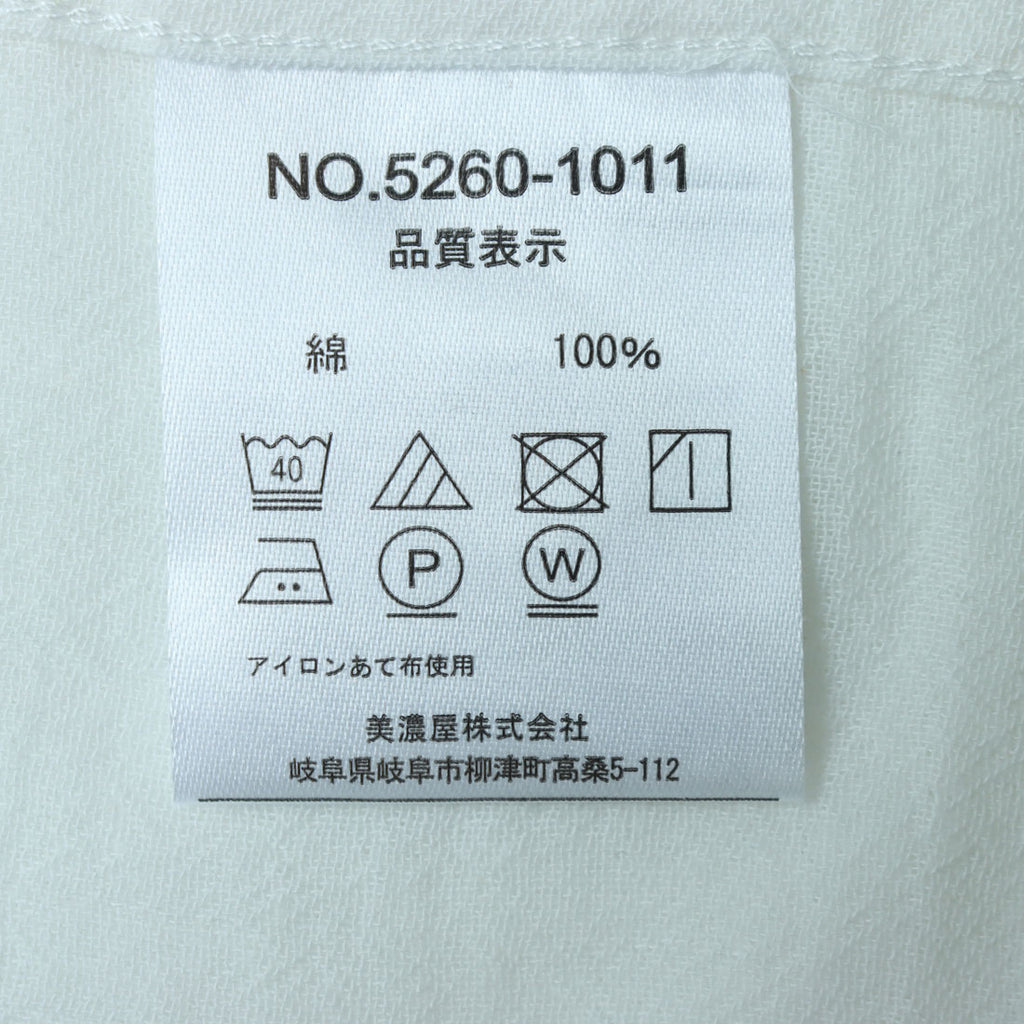 NO.5260-1011
品質表示
綿 100%
40
P W
アイロンあて布使用
美濃屋株式会社
岐阜県岐阜市柳津町高桑5-112